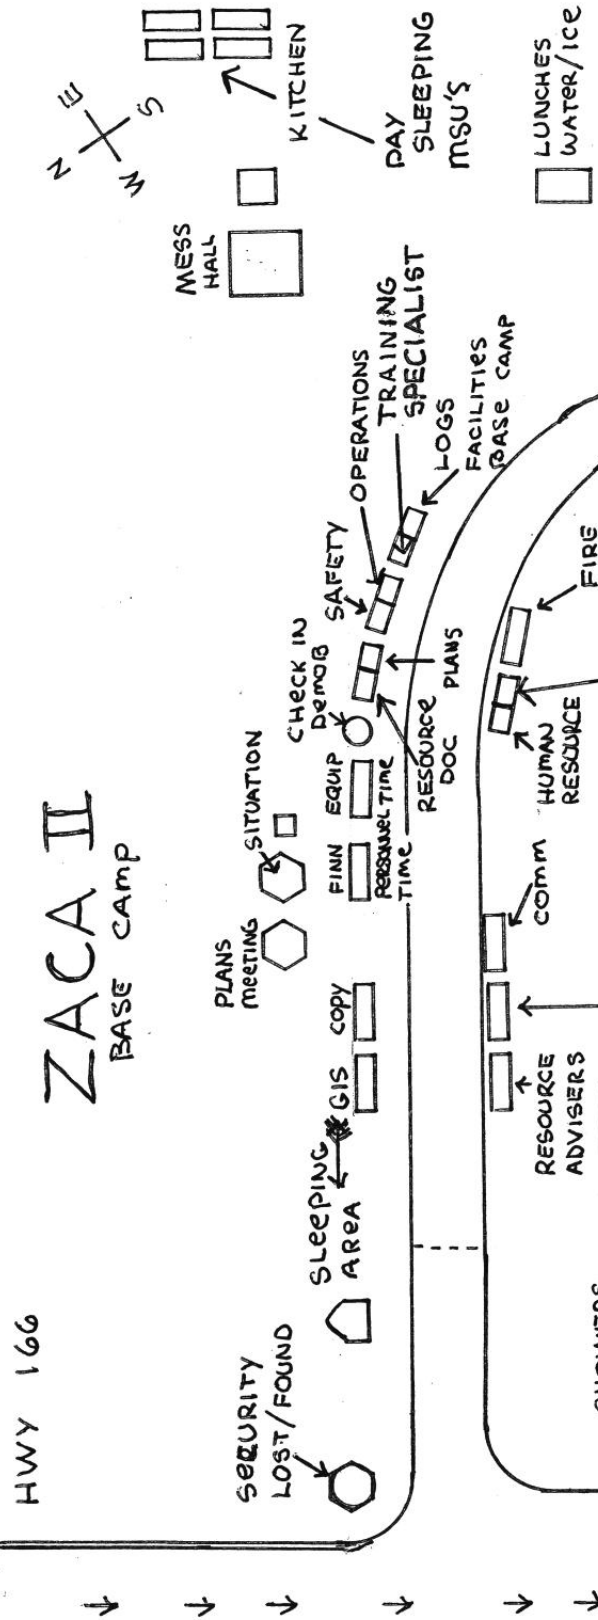 ZACA II
BASE CAMP
HWY 166
N
E
S
W
KITCHEN
DAY
SLEEPING
MSU'S
MESS
HALL
LUNCHES
WATER/ICE
OPERATIONS
TRAINING
SPECIALIST
LOGS
FACILITIES
BASE CAMP
SAFETY
CHECK IN
DEMOB
PLANS
RESOURCE
DOC
SITUATION
EQUIP
PERSONNEL TIME
TIME
FINN
PLANS
MEETING
COPY
GIS
SLEEPING
AREA
SECURITY
LOST/FOUND
FIRE
HUMAN
RESOURCE
COMM
RESOURCE
ADVISERS